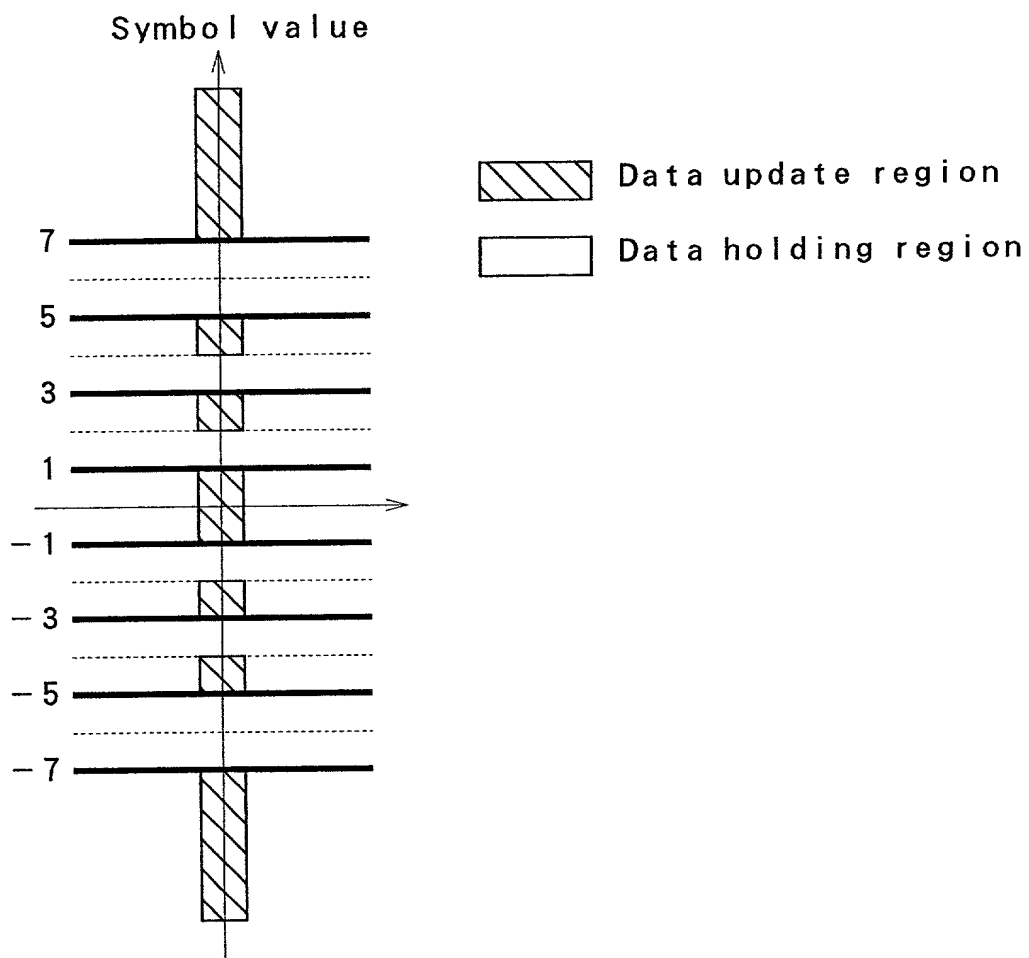 Symbol value
Data update region
Data holding region
7
5
3
1
−1
−3
−5
−7